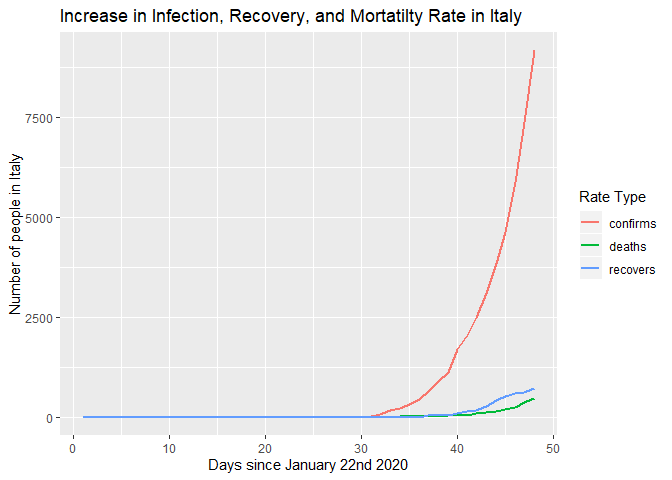 Increase in Infection, Recovery, and Mortatilty Rate in Italy
Number of people in Italy
7500
5000
2500
0
0 10 20 30 40 50
Days since January 22nd 2020
Rate Type
confirms
deaths
recovers